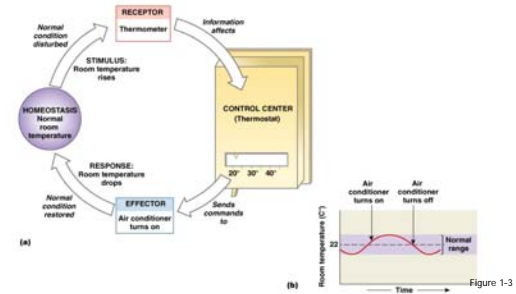 RECEPTOR
Thermometer
Normal
condition
disturbed
Information
affects
STIMULUS:
Room temperature
rises
HOMEOSTASIS
Normal
room
temperature
CONTROL CENTER
(Thermostat)
20° 30° 40°
RESPONSE:
Room temperature
drops
Normal
condition
restored
EFFECTOR
Air conditioner
turns on
Sends
commands
to
(a)
Air
conditioner
turns on
Air
conditioner
turns off
Room temperature (C°)
22
Normal
range
Time
(b)
Figure 1-3